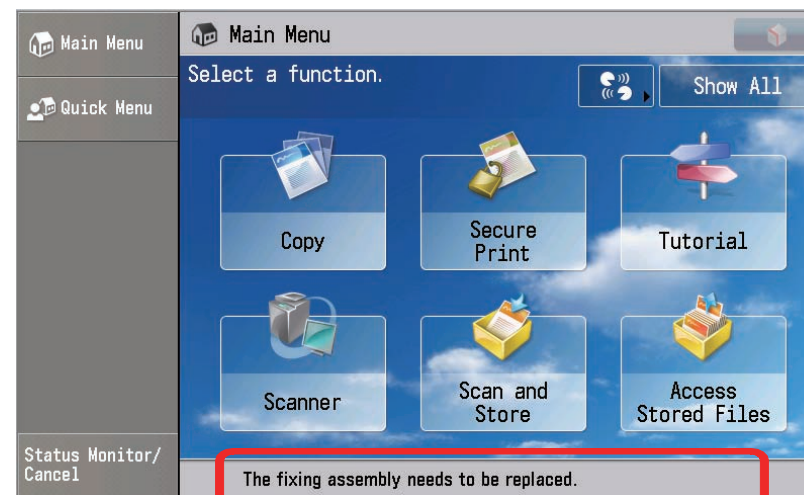 Main Menu
Quick Menu
Status Monitor/
Cancel
Main Menu
Select a function.
Show All
Copy
Secure
Print
Tutorial
Scanner
Scan and
Store
Access
Stored Files
The fixing assembly needs to be replaced.